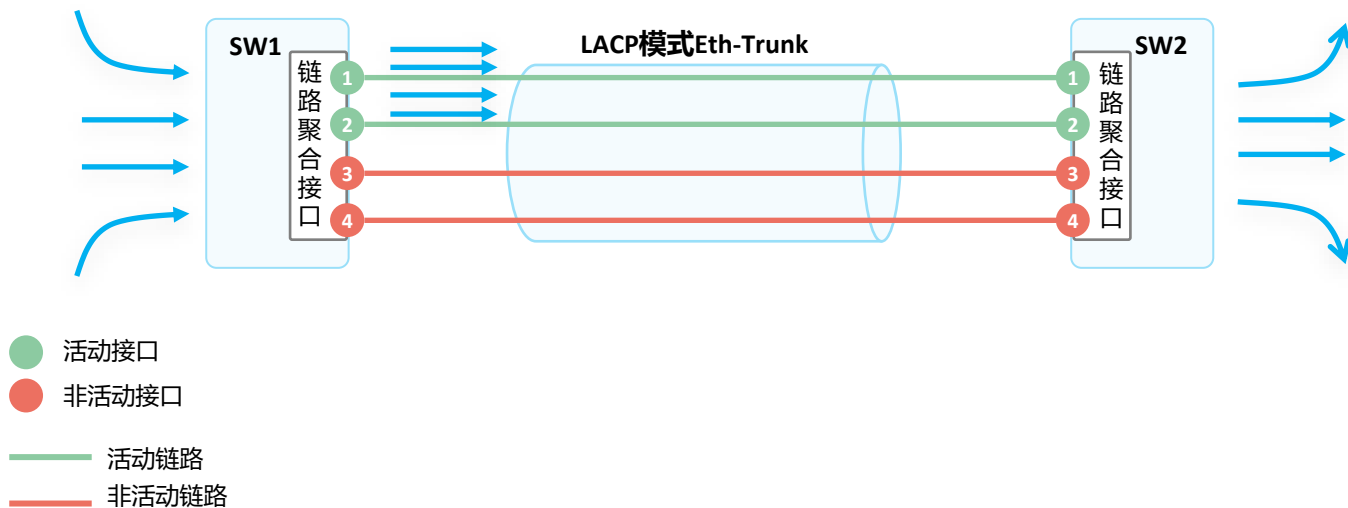 LACP模式Eth-Trunk
SW1
SW2
链路聚合接口
1
2
3
4
1
2
3
4
链路聚合接口
活动接口
非活动接口
活动链路
非活动链路